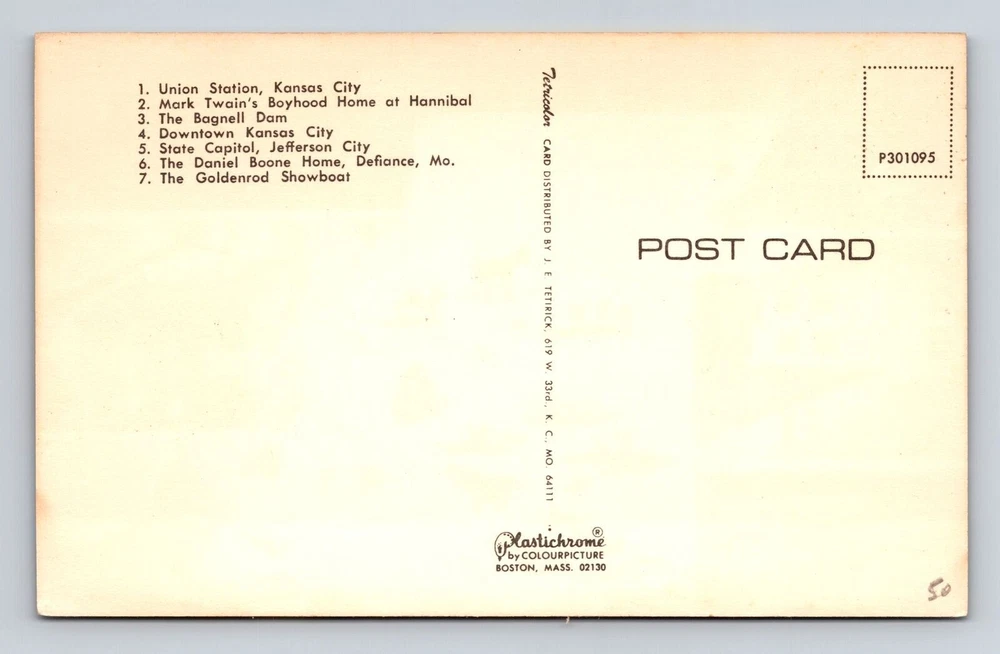 1. Union Station, Kansas City
2. Mark Twain's Boyhood Home at Hannibal
3. The Bagnell Dam
4. Downtown Kansas City
5. State Capitol, Jefferson City
6. The Daniel Boone Home, Defiance, Mo.
7. The Goldenrod Showboat
Tetricolor CARD DISTRIBUTED BY J. E. TETIRICK, 619 W. 33rd., K. C., MO. 64111
P301095
POST CARD
Plastichrome®
by COLOURPICTURE
BOSTON, MASS. 02130
50